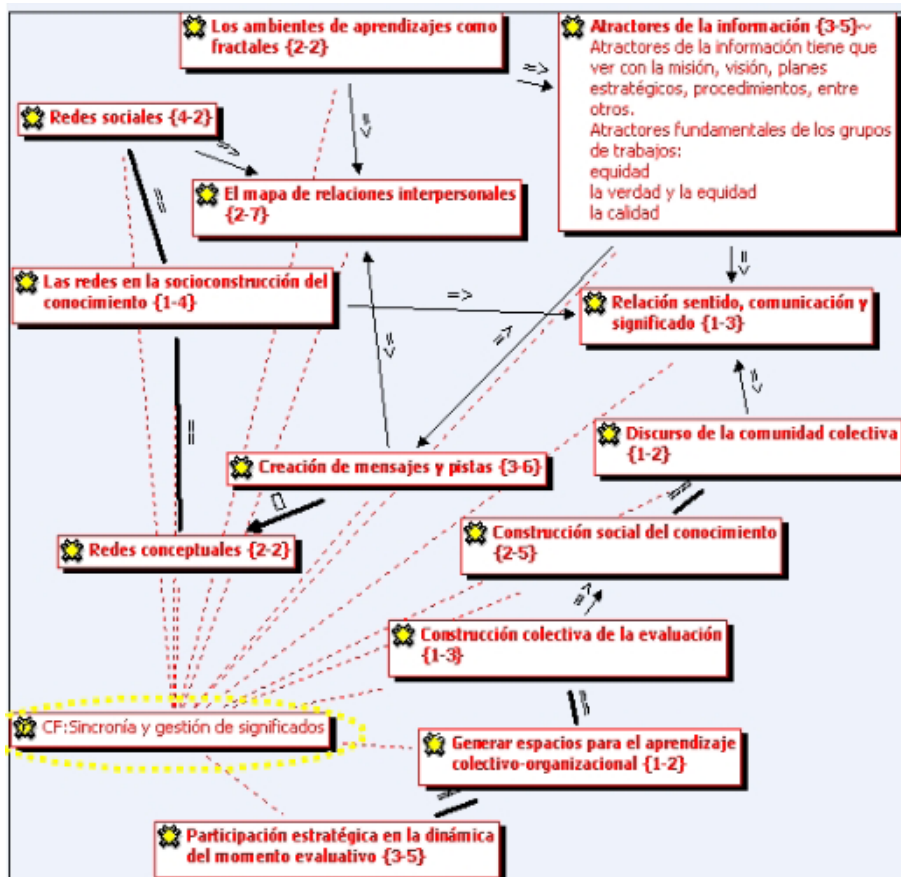 Los ambientes de aprendizajes como
fractales {2-2}
Atractores de la información {3-5}~
Atractores de la información tiene que
ver con la misión, visión, planes
estratégicos, procedimientos, entre
otros.
Atractores fundamentales de los grupos
de trabajos:
equidad
la verdad y la equidad
la calidad
=>
Redes sociales {4-2}
=>
=>
El mapa de relaciones interpersonales
{2-7}
==
Las redes en la socioconstrucción del
conocimiento {1-4}
=>
=>
Relación sentido, comunicación y
significado {1-3}
=>
=>
=>
==
Discurso de la comunidad colectiva
{1-2}
Creación de mensajes y pistas {3-6}
==
Redes conceptuales {2-2}
Construcción social del conocimiento
{2-5}
=>
Construcción colectiva de la evaluación
{1-3}
==
CF:Sincronía y gestión de significados
Generar espacios para el aprendizaje
colectivo-organizacional {1-2}
==
Participación estratégica en la dinámica
del momento evaluativo {3-5}